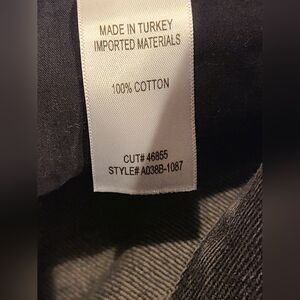 MADE IN TURKEY
IMPORTED MATERIALS
100% COTTON
CUT# 46855
STYLE# A038B-1087